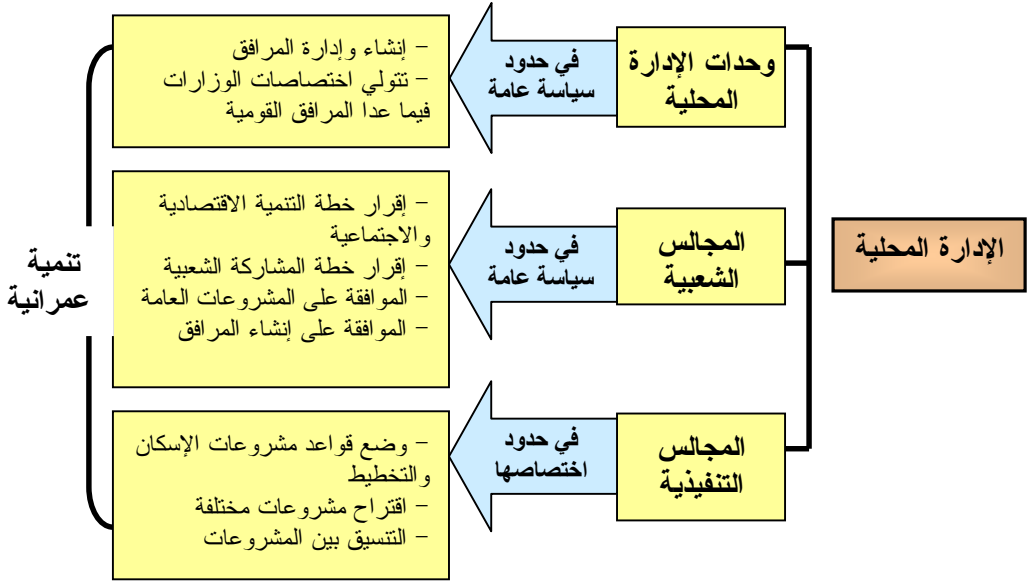 الإدارة المحلية
وحدات الإدارة
المحلية
في حدود
سياسة عامة
- إنشاء وإدارة المرافق
- تتولي اختصاصات الوزارات
فيما عدا المرافق القومية
المجالس
الشعبية
في حدود
سياسة عامة
- إقرار خطة التنمية الاقتصادية
والاجتماعية
- إقرار خطة المشاركة الشعبية
- الموافقة على المشروعات العامة
- الموافقة على إنشاء المرافق
المجالس
التنفيذية
في حدود
اختصاصها
- وضع قواعد مشروعات الإسكان
والتخطيط
- اقتراح مشروعات مختلفة
- التنسيق بين المشروعات
تنمية
عمرانية